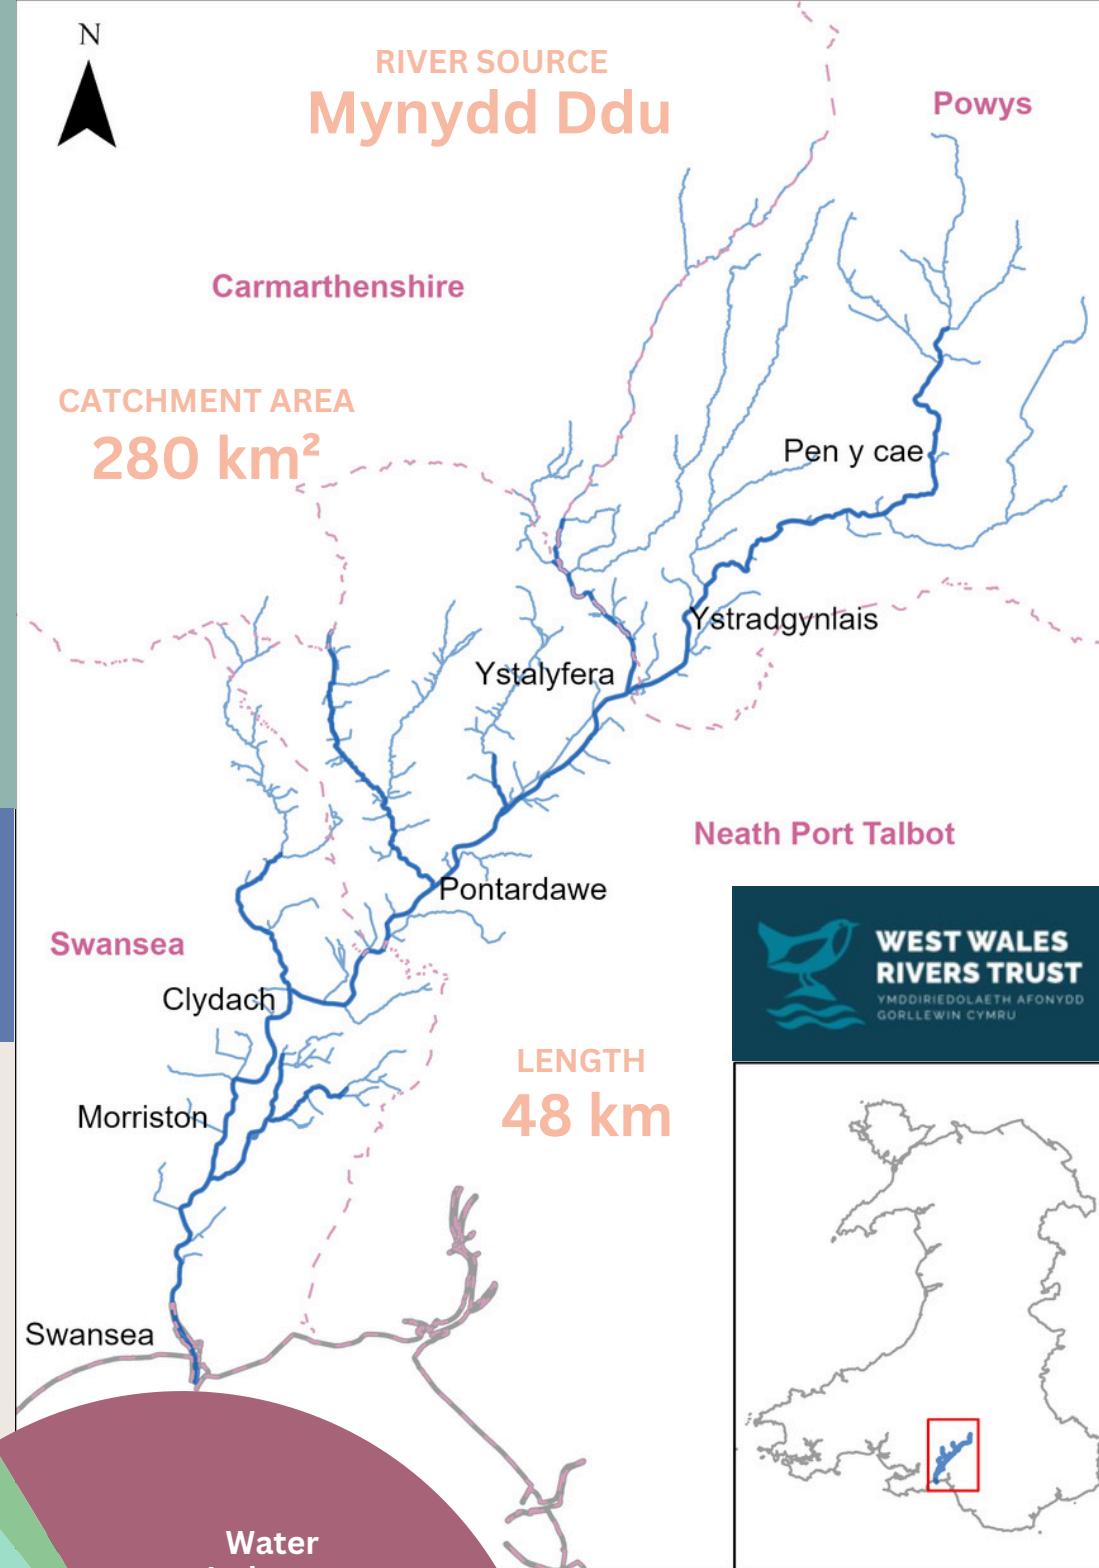 N
RIVER SOURCE
Mynydd Ddu
Powys
Carmarthenshire
CATCHMENT AREA
280 km²
Pen y cae
Ystradgynlais
Ystalyfera
Neath Port Talbot
Pontardawe
Swansea
WEST WALES
RIVERS TRUST
YMDDIRIEDOLAETH AFONYDD
GORLLEWIN CYMRU
Clydach
LENGTH
48 km
Morriston
Swansea
Water